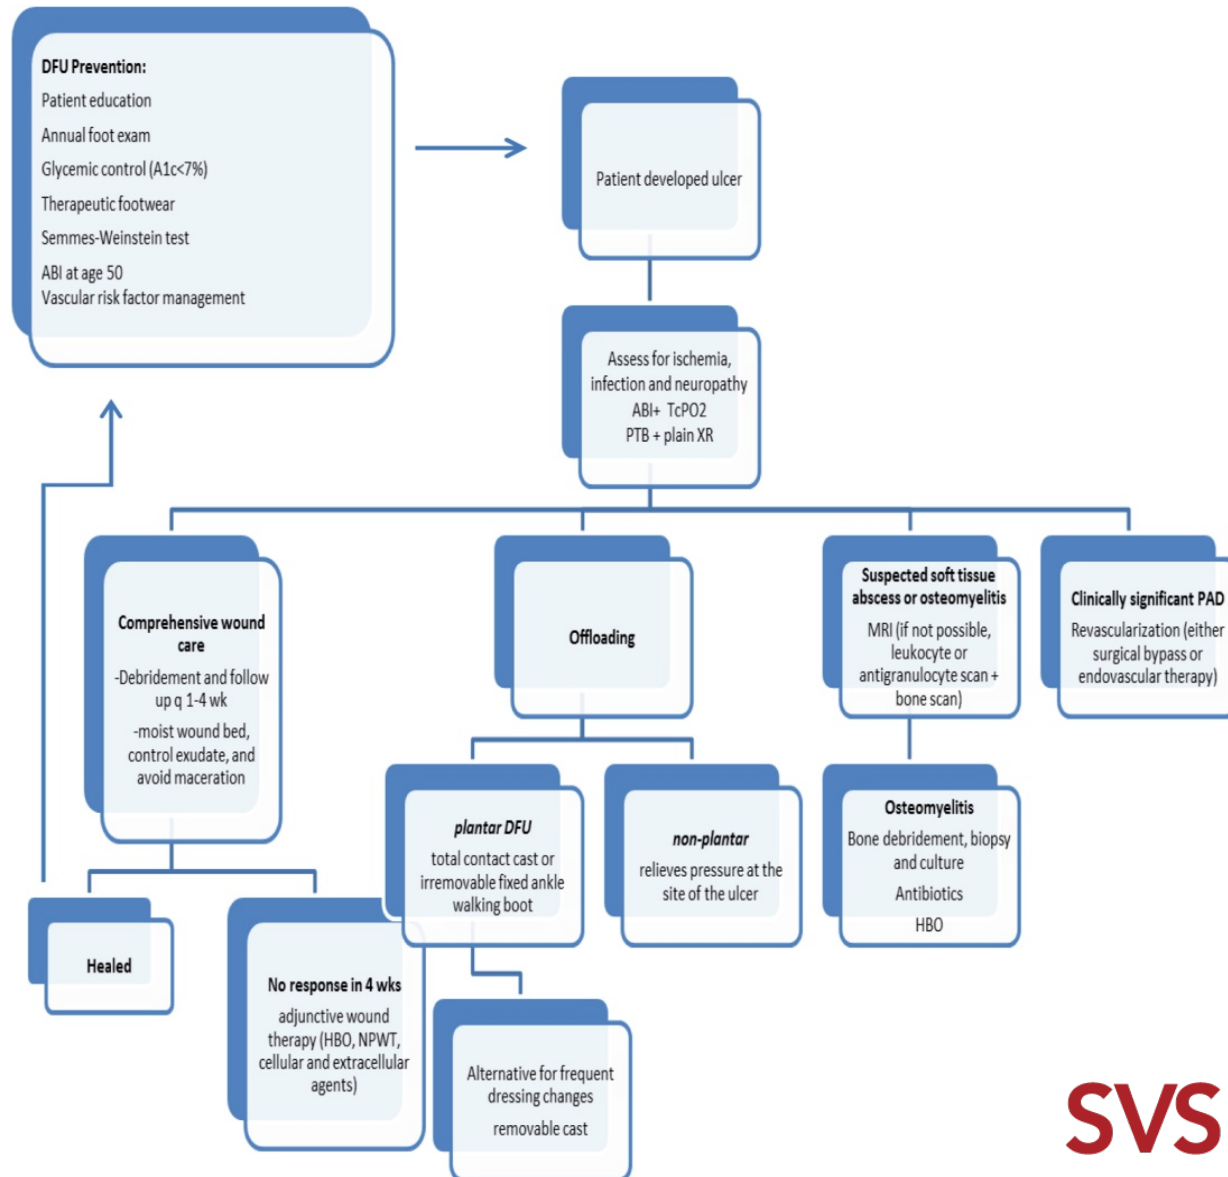 DFU Prevention:
Patient education
Annual foot exam
Glycemic control (A1c<7%)
Therapeutic footwear
Semmes-Weinstein test
ABI at age 50
Vascular risk factor management
Patient developed ulcer
Assess for ischemia,
infection and neuropathy
ABI+ TcPO2
PTB + plain XR
Comprehensive wound
care
-Debridement and follow
up q 1-4 wk
-moist wound bed,
control exudate, and
avoid maceration
Offloading
Suspected soft tissue
abscess or osteomyelitis
MRI (if not possible,
leukocyte or
antigranulocyte scan +
bone scan)
Clinically significant PAD
Revascularization (either
surgical bypass or
endovascular therapy)
Healed
No response in 4 wks
adjunctive wound
therapy (HBO, NPWT,
cellular and extracellular
agents)
plantar DFU
total contact cast or
irremovable fixed ankle
walking boot
non-plantar
relieves pressure at the
site of the ulcer
Osteomyelitis
Bone debridement, biopsy
and culture
Antibiotics
HBO
Alternative for frequent
dressing changes
removable cast
SVS